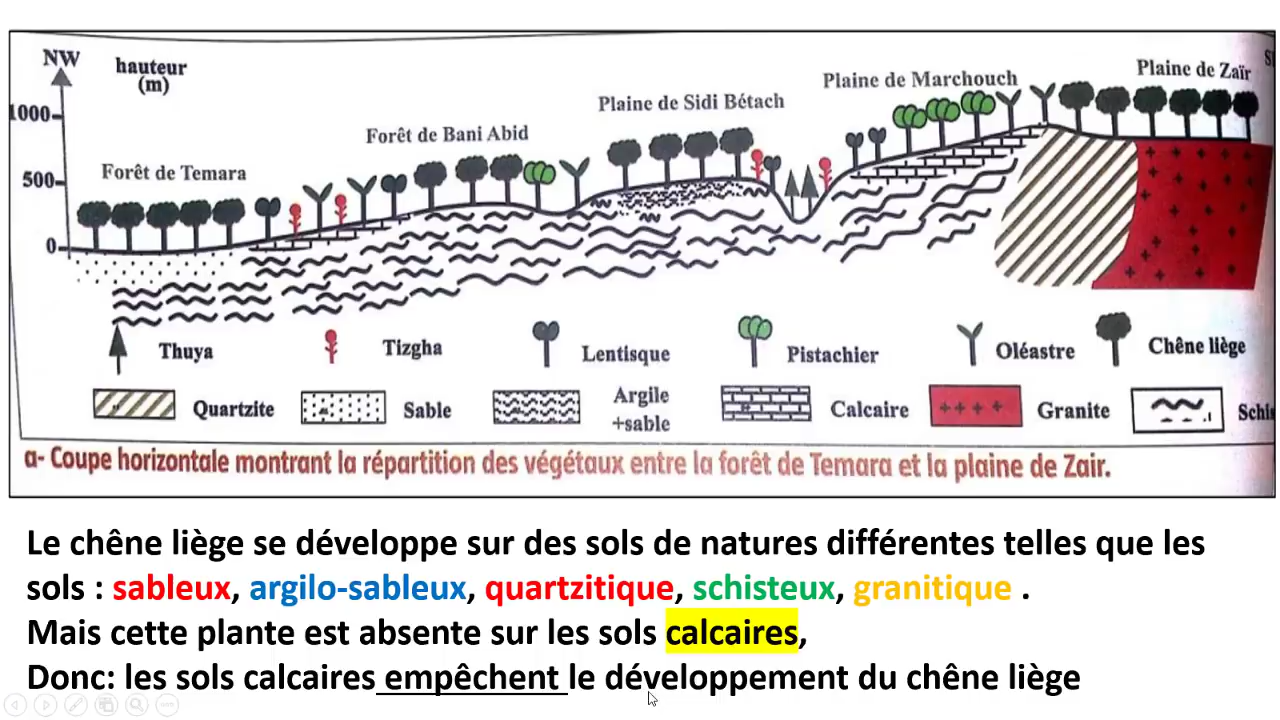 NW
hauteur
(m)
1000
500
0
Forêt de Temara
Forêt de Bani Abid
Plaine de Sidi Bétach
Plaine de Marchouch
Plaine de Zaïr
Thuya
Tizgha
Lentisque
Pistachier
Oléastre
Chêne liège
Quartzite
Sable
Argile
+sable
Calcaire
Granite
a- Coupe horizontale montrant la répartition des végétaux entre la forêt de Temara et la plaine de Zair.
Le chêne liège se développe sur des sols de natures différentes telles que les
sols : sableux, argilo-sableux, quartzitique, schisteux, granitique .
Mais cette plante est absente sur les sols calcaires,
Donc: les sols calcaires empêchent le développement du chêne liège